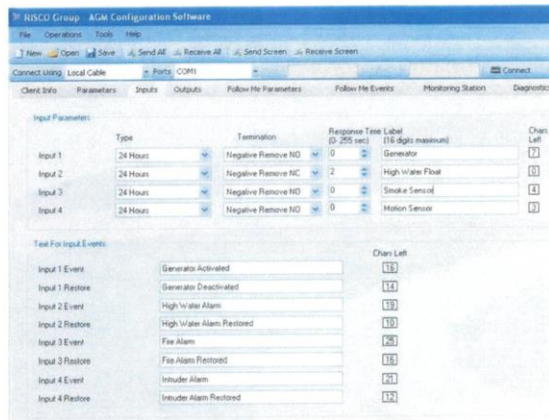 RISCO Group AGM Configuration Software
File Operations Tools Help
New Open Save Send All Receive All Send Screen Receive Screen
Connect Using Local Cable Ports COM1 Connect
Client Info Parameters Inputs Outputs Follow Me Parameters Follow Me Events Monitoring Station Diagnostics
Input Parameters
Type Termination Response Time (0- 255 sec) Label (16 digits maximum) Chars Left
Input 1 24 Hours Negative Remove NO 0 Generator 7
Input 2 24 Hours Negative Remove NC 2 High Water Float 0
Input 3 24 Hours Negative Remove NO 0 Smoke Sensor 4
Input 4 24 Hours Negative Remove NO 0 Motion Sensor 3
Text For Input Events
Chars Left
Input 1 Event Generator Activated 16
Input 1 Restore Generator Deactivated 14
Input 2 Event High Water Alarm 19
Input 2 Restore High Water Alarm Restored 10
Input 3 Event Fire Alarm 25
Input 3 Restore Fire Alarm Restored 16
Input 4 Event Intruder Alarm 21
Input 4 Restore Intruder Alarm Restored 12